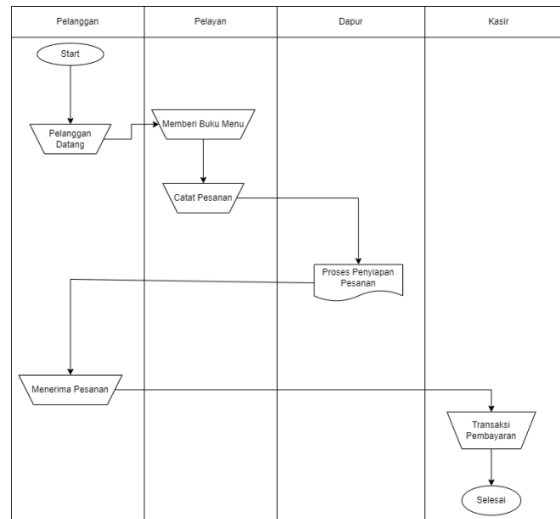 Pelanggan
Pelayan
Dapur
Kasir
Start
Pelanggan
Datang
Memberi Buku Menu
Catat Pesanan
Proses Penyiapan
Pesanan
Menerima Pesanan
Transaksi
Pembayaran
Selesai